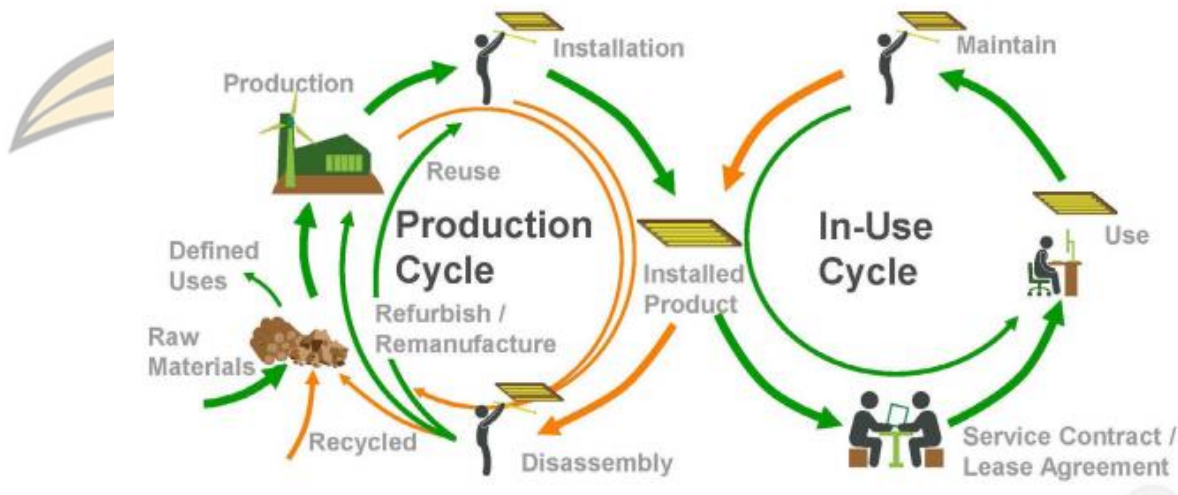 Installation
Maintain
Production
Reuse
Production
Cycle
In-Use
Cycle
Use
Defined
Uses
Installed
Product
Refurbish /
Remanufacture
Raw
Materials
Recycled
Disassembly
Service Contract /
Lease Agreement